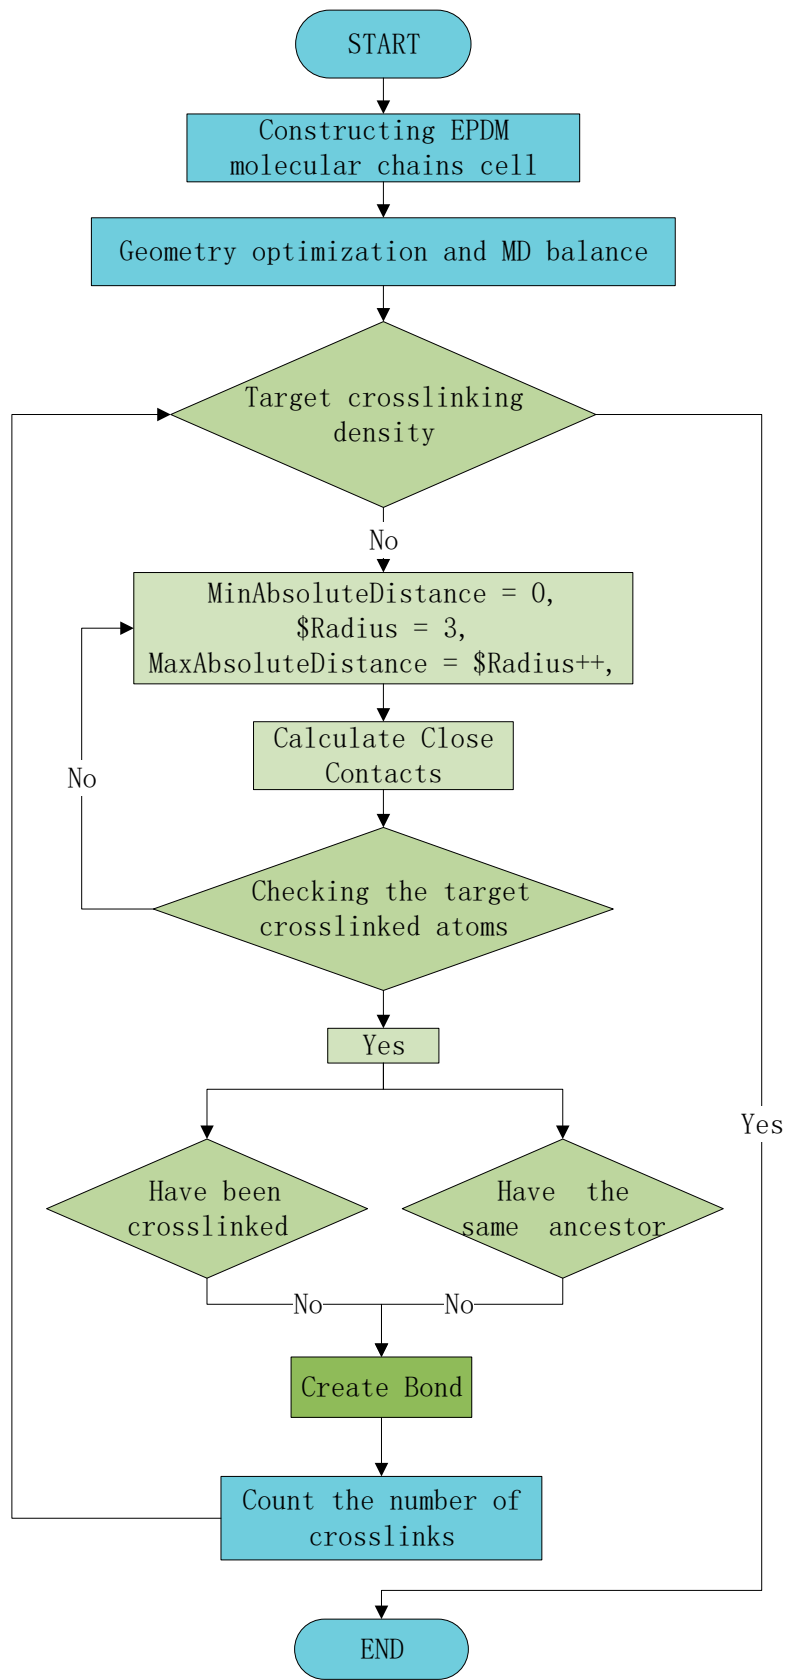 START
Constructing EPDM
molecular chains cell
Geometry optimization and MD balance
Target crosslinking
density
No
MinAbsoluteDistance = 0,
$Radius = 3,
MaxAbsoluteDistance = $Radius++,
Calculate Close
Contacts
No
Checking the target
crosslinked atoms
Yes
Yes
Have been
crosslinked
Have the
same ancestor
No
No
Create Bond
Count the number of
crosslinks
END